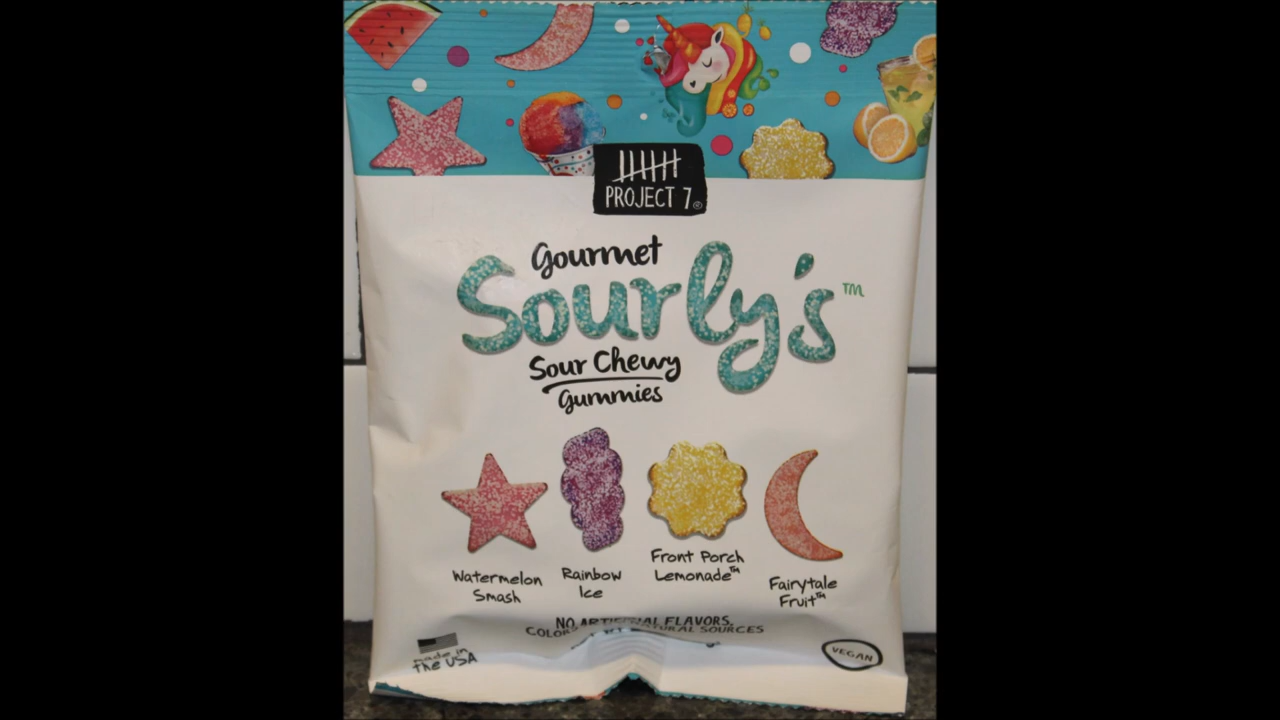 PROJECT 7®
Gourmet
Sourly's™
Sour Chewy
Gummies
Watermelon
Smash
Rainbow
Ice
Front Porch
Lemonade™
Fairytale
Fruit™
NO ARTIFICIAL FLAVORS.
COLORS NATURAL SOURCES
made in
the USA
VEGAN